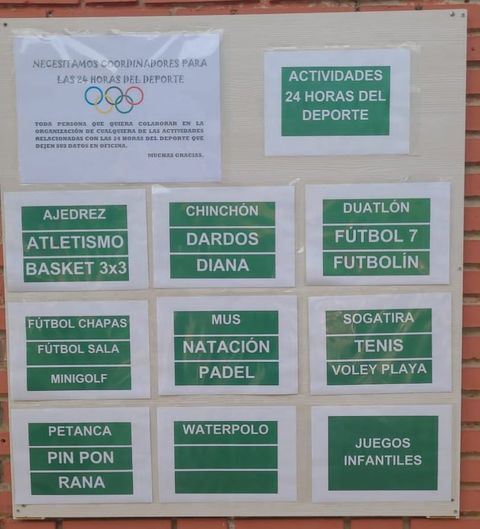 NECESITAMOS COORDINADORES PARA
LAS 24 HORAS DEL DEPORTE
TODA PERSONA QUE QUIERA COLABORAR EN LA
ORGANIZACIÓN DE CUALQUIERA DE LAS ACTIVIDADES
RELACIONADAS CON LAS 24 HORAS DEL DEPORTE QUE
DEJEN SUS DATOS EN OFICINA.
MUCHAS GRACIAS.
ACTIVIDADES
24 HORAS DEL
DEPORTE
AJEDREZ
ATLETISMO
BASKET 3x3
CHINCHÓN
DARDOS
DIANA
DUATLÓN
FÚTBOL 7
FUTBOLÍN
FÚTBOL CHAPAS
FÚTBOL SALA
MINIGOLF
MUS
NATACIÓN
PADEL
SOGATIRA
TENIS
VOLEY PLAYA
PETANCA
PIN PON
RANA
WATERPOLO
JUEGOS
INFANTILES